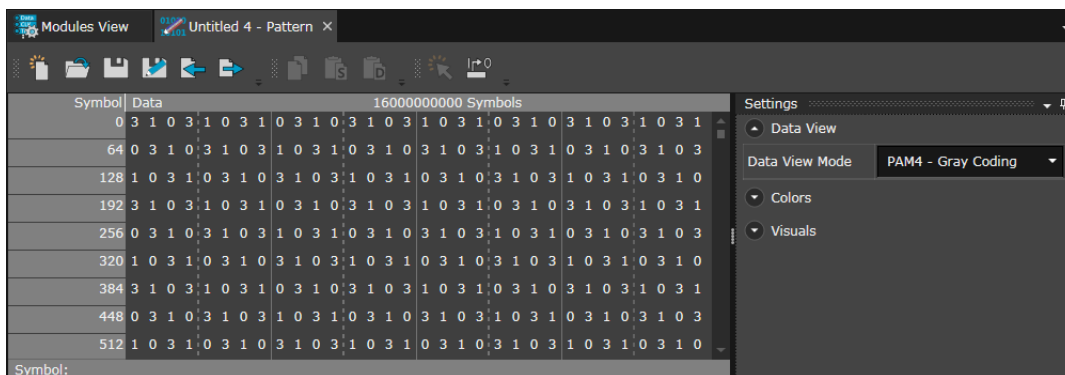 Modules View
Untitled 4 - Pattern ×
Symbol Data 16000000000 Symbols
0 3 1 0 3 1 0 3 1 0 3 1 0 3 1 0 3 1 0 3 1 0 3 1 0 3 1 0 3 1 0 3 1
64 0 3 1 0 3 1 0 3 1 0 3 1 0 3 1 0 3 1 0 3 1 0 3 1 0 3 1 0 3 1 0 3
128 1 0 3 1 0 3 1 0 3 1 0 3 1 0 3 1 0 3 1 0 3 1 0 3 1 0 3 1 0 3 1 0
192 3 1 0 3 1 0 3 1 0 3 1 0 3 1 0 3 1 0 3 1 0 3 1 0 3 1 0 3 1 0 3 1
256 0 3 1 0 3 1 0 3 1 0 3 1 0 3 1 0 3 1 0 3 1 0 3 1 0 3 1 0 3 1 0 3
320 1 0 3 1 0 3 1 0 3 1 0 3 1 0 3 1 0 3 1 0 3 1 0 3 1 0 3 1 0 3 1 0
384 3 1 0 3 1 0 3 1 0 3 1 0 3 1 0 3 1 0 3 1 0 3 1 0 3 1 0 3 1 0 3 1
448 0 3 1 0 3 1 0 3 1 0 3 1 0 3 1 0 3 1 0 3 1 0 3 1 0 3 1 0 3 1 0 3
512 1 0 3 1 0 3 1 0 3 1 0 3 1 0 3 1 0 3 1 0 3 1 0 3 1 0 3 1 0 3 1 0
Symbol:
Settings
Data View
Data View Mode PAM4 - Gray Coding
Colors
Visuals